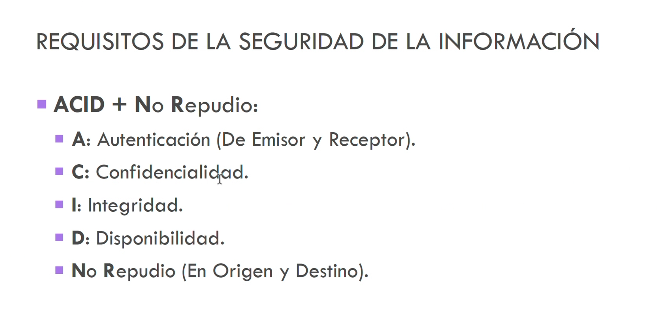 REQUISITOS DE LA SEGURIDAD DE LA INFORMACIÓN
ACID + No Repudio:
A: Autenticación (De Emisor y Receptor).
C: Confidencialidad.
I: Integridad.
D: Disponibilidad.
No Repudio (En Origen y Destino).